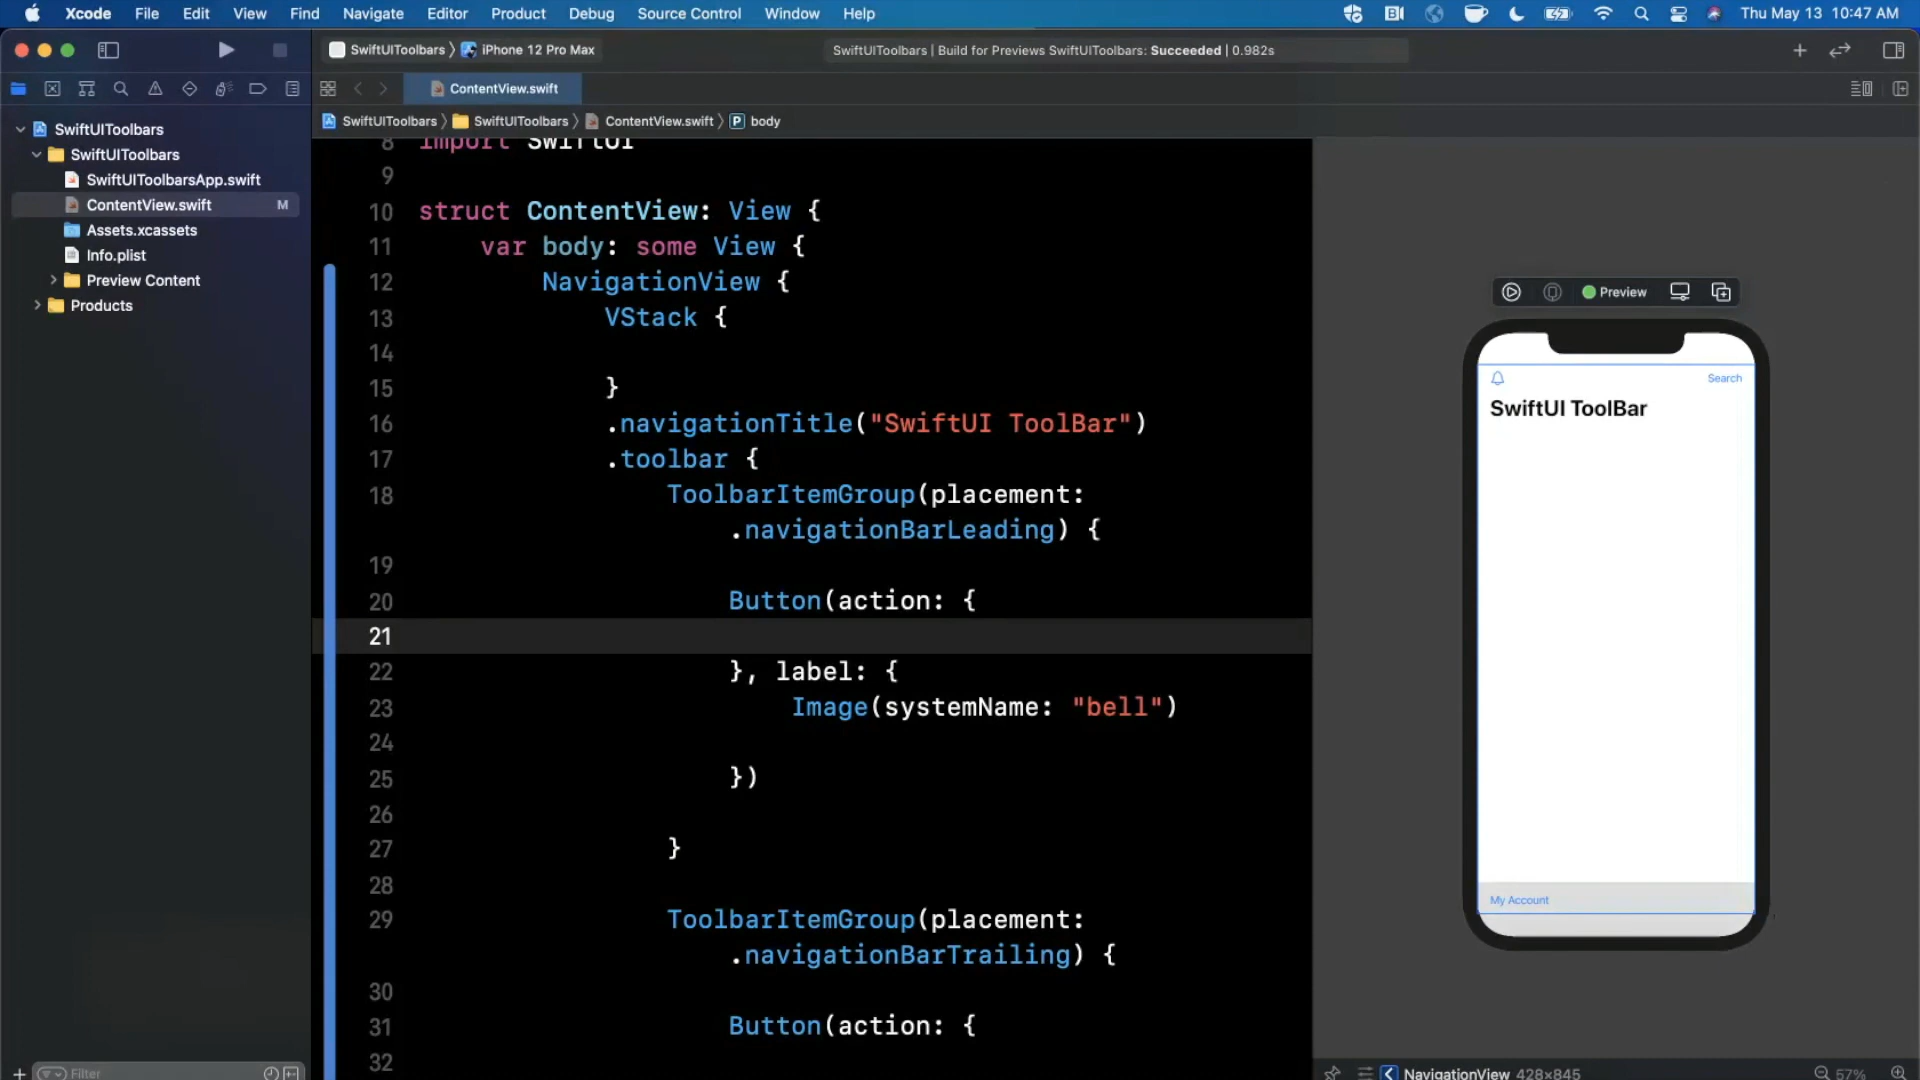 Xcode File Edit View Find Navigate Editor Product Debug Source Control Window Help Thu May 13 10:47 AM
SwiftUIToolbars iPhone 12 Pro Max SwiftUIToolbars | Build for Previews SwiftUIToolbars: Succeeded | 0.982s
ContentView.swift
SwiftUIToolbars SwiftUIToolbars ContentView.swift P body
SwiftUIToolbars
SwiftUIToolbars
SwiftUIToolbarsApp.swift
ContentView.swift M
Assets.xcassets
Info.plist
Preview Content
Products
Filter
8 import SwiftUI
9
10 struct ContentView: View {
11 var body: some View {
12 NavigationView {
13 VStack {
14
15 }
16 .navigationTitle("SwiftUI ToolBar")
17 .toolbar {
18 ToolbarItemGroup(placement:
.navigationBarLeading) {
19
20 Button(action: {
21
22 }, label: {
23 Image(systemName: "bell")
24
25 })
26
27 }
28
29 ToolbarItemGroup(placement:
.navigationBarTrailing) {
30
31 Button(action: {
32
Preview
Search
SwiftUI ToolBar
My Account
NavigationView 428×845 57%